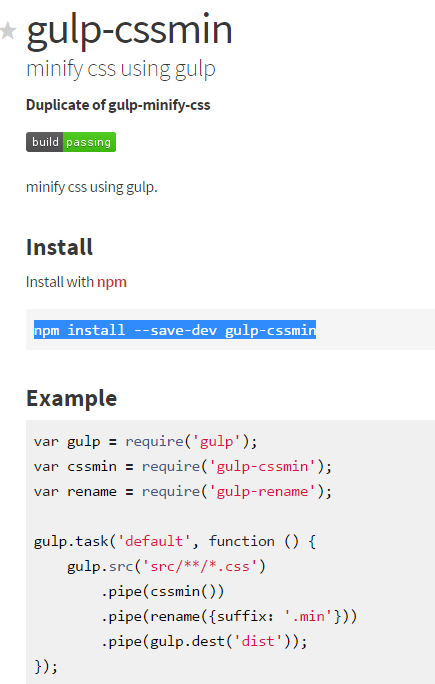 gulp-cssmin
minify css using gulp
Duplicate of gulp-minify-css
build passing
minify css using gulp.
Install
Install with npm
npm install --save-dev gulp-cssmin
Example
var gulp = require('gulp');
var cssmin = require('gulp-cssmin');
var rename = require('gulp-rename');
gulp.task('default', function () {
    gulp.src('src/**/*.css')
        .pipe(cssmin())
        .pipe(rename({suffix: '.min'}))
        .pipe(gulp.dest('dist'));
});